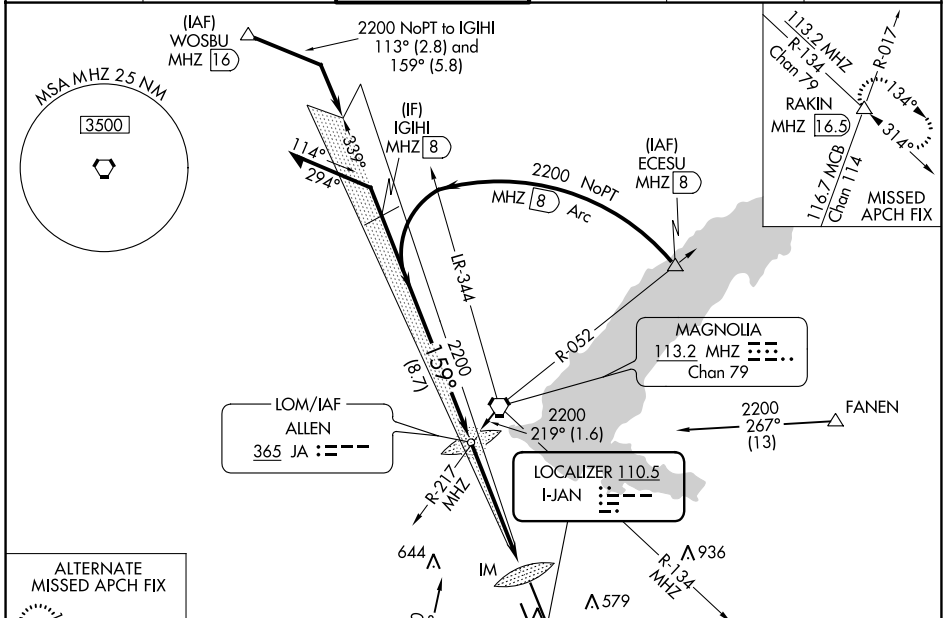 (IAF)
WOSBU
MHZ 16
2200 NoPT to IGIHI
113° (2.8) and
159° (5.8)
MSA MHZ 25 NM
3500
(IF)
IGIHI
MHZ 8
339°
114°
294°
(IAF)
ECESU
MHZ 8
2200 NoPT
MHZ 8 Arc
113.2 MHZ
R-134
Chan 79
R-017
134°
314°
RAKIN
MHZ 16.5
116.7 MCB
Chan 114
MISSED
APCH FIX
LR-344
R-052
2200
159°
(8.7)
MAGNOLIA
113.2 MHZ
Chan 79
LOM/IAF
ALLEN
365 JA
2200
219° (1.6)
FANEN
2200
267°
(13)
R-217
MHZ
LOCALIZER 110.5
I-JAN
644
IM
R-134
MHZ
936
579
ALTERNATE
MISSED APCH FIX